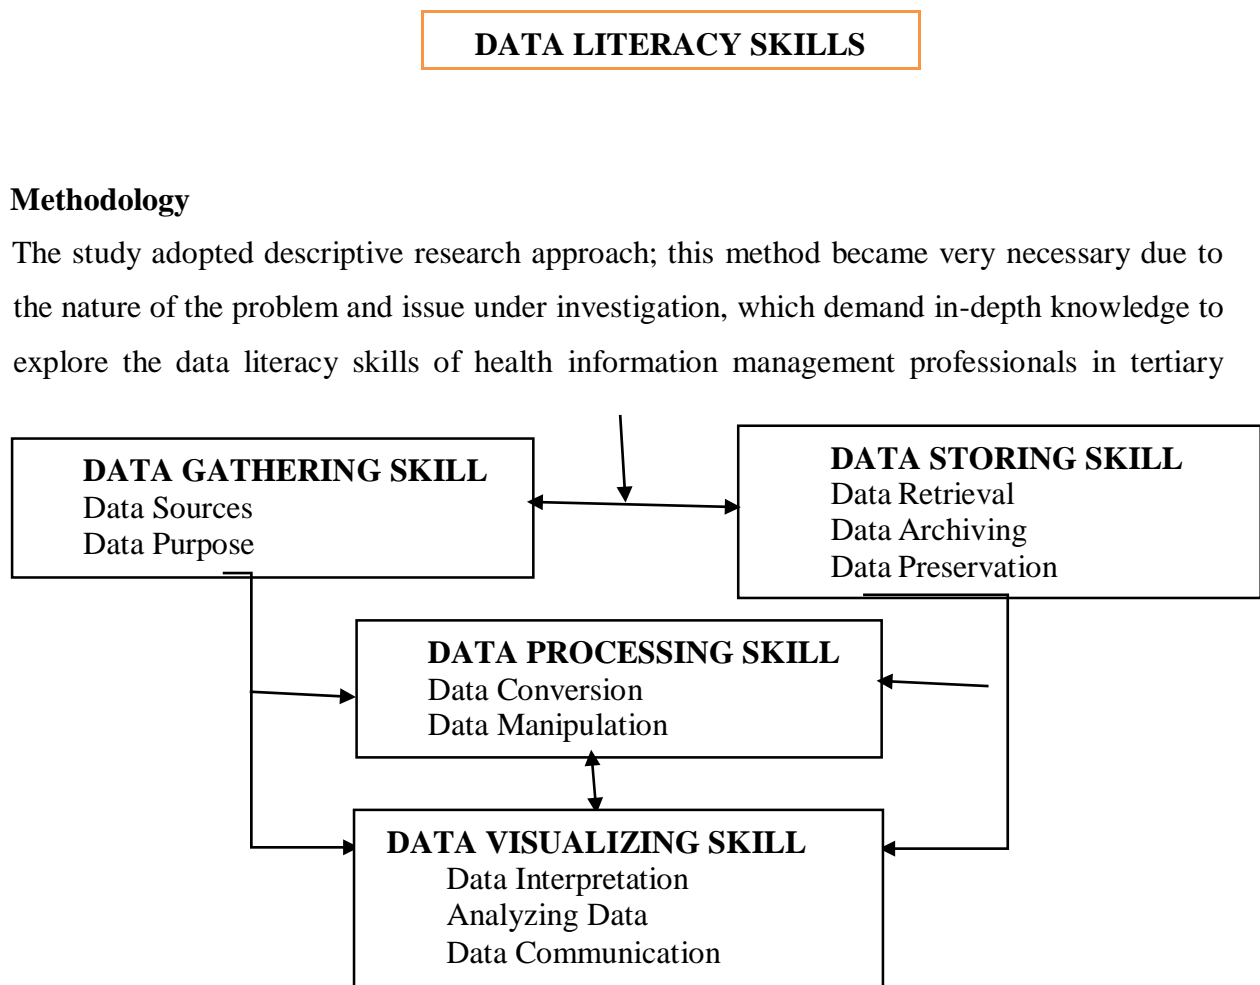 DATA LITERACY SKILLS
Methodology
The study adopted descriptive research approach; this method became very necessary due to
the nature of the problem and issue under investigation, which demand in-depth knowledge to
explore the data literacy skills of health information management professionals in tertiary
DATA GATHERING SKILL
Data Sources
Data Purpose
DATA STORING SKILL
Data Retrieval
Data Archiving
Data Preservation
DATA PROCESSING SKILL
Data Conversion
Data Manipulation
DATA VISUALIZING SKILL
Data Interpretation
Analyzing Data
Data Communication